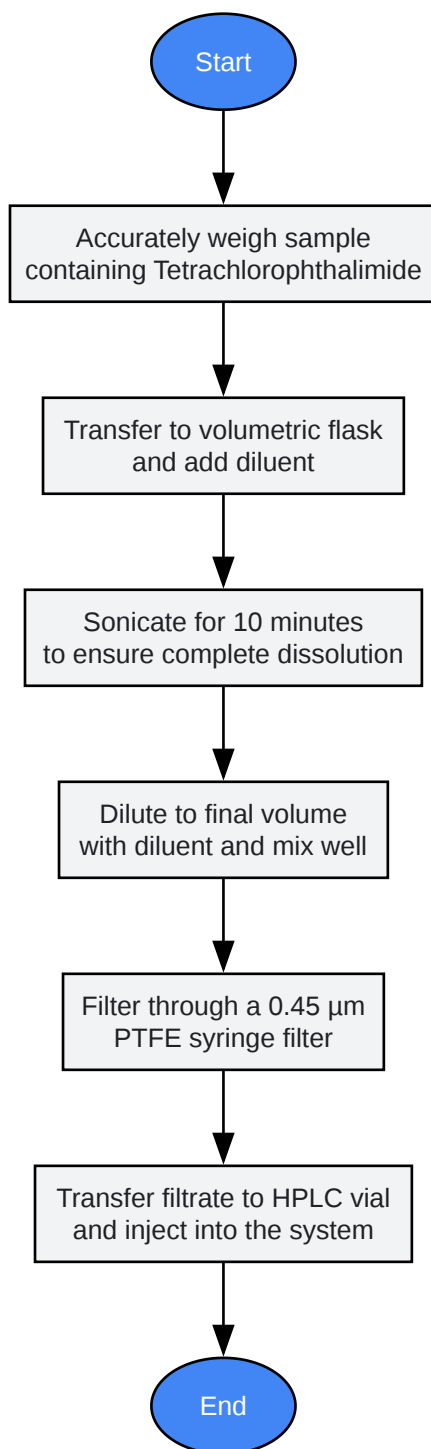 Start
Accurately weigh sample
containing Tetrachlorophthalimide
Transfer to volumetric flask
and add diluent
Sonicate for 10 minutes
to ensure complete dissolution
Dilute to final volume
with diluent and mix well
Filter through a 0.45 µm
PTFE syringe filter
Transfer filtrate to HPLC vial
and inject into the system
End